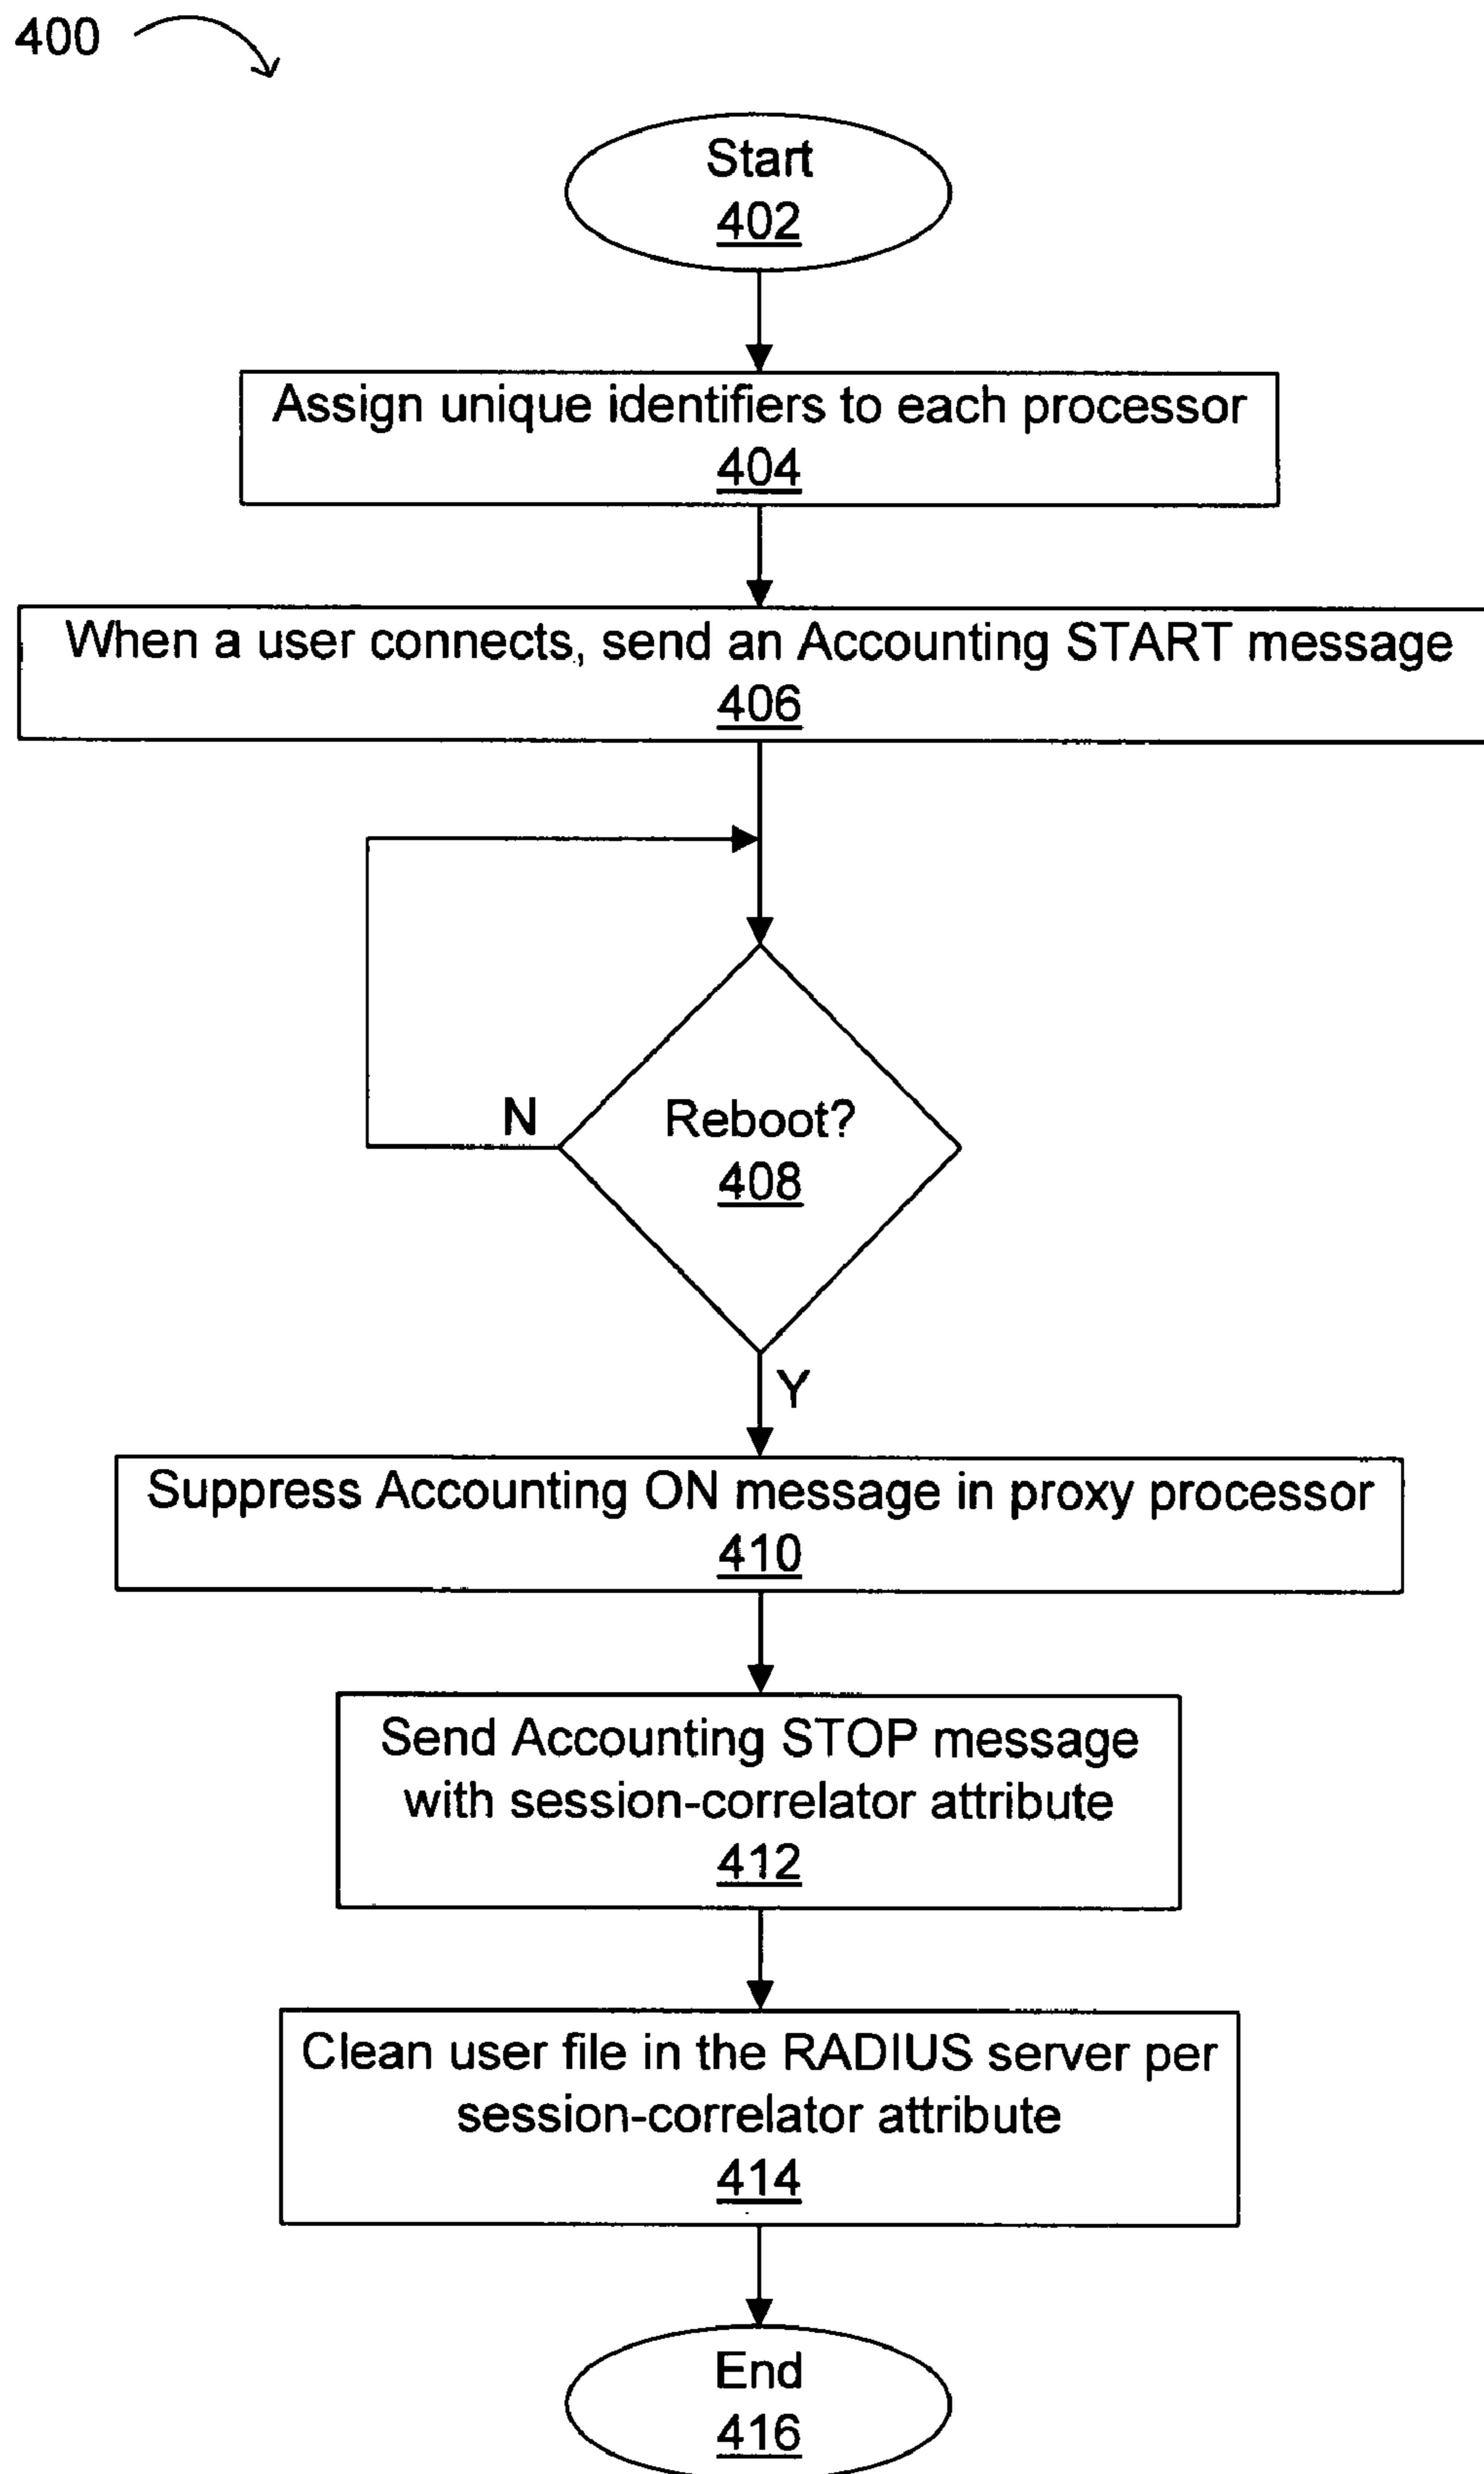 400
Start
402
Assign unique identifiers to each processor
404
When a user connects, send an Accounting START message
406
N
Reboot?
408
Y
Suppress Accounting ON message in proxy processor
410
Send Accounting STOP message
with session-correlator attribute
412
Clean user file in the RADIUS server per
session-correlator attribute
414
End
416